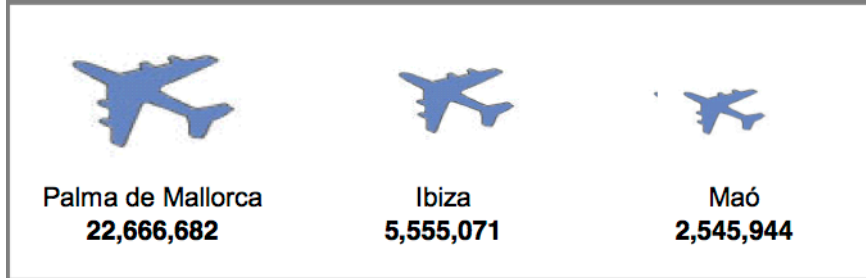 Palma de Mallorca
22,666,682
Ibiza
5,555,071
Maó
2,545,944